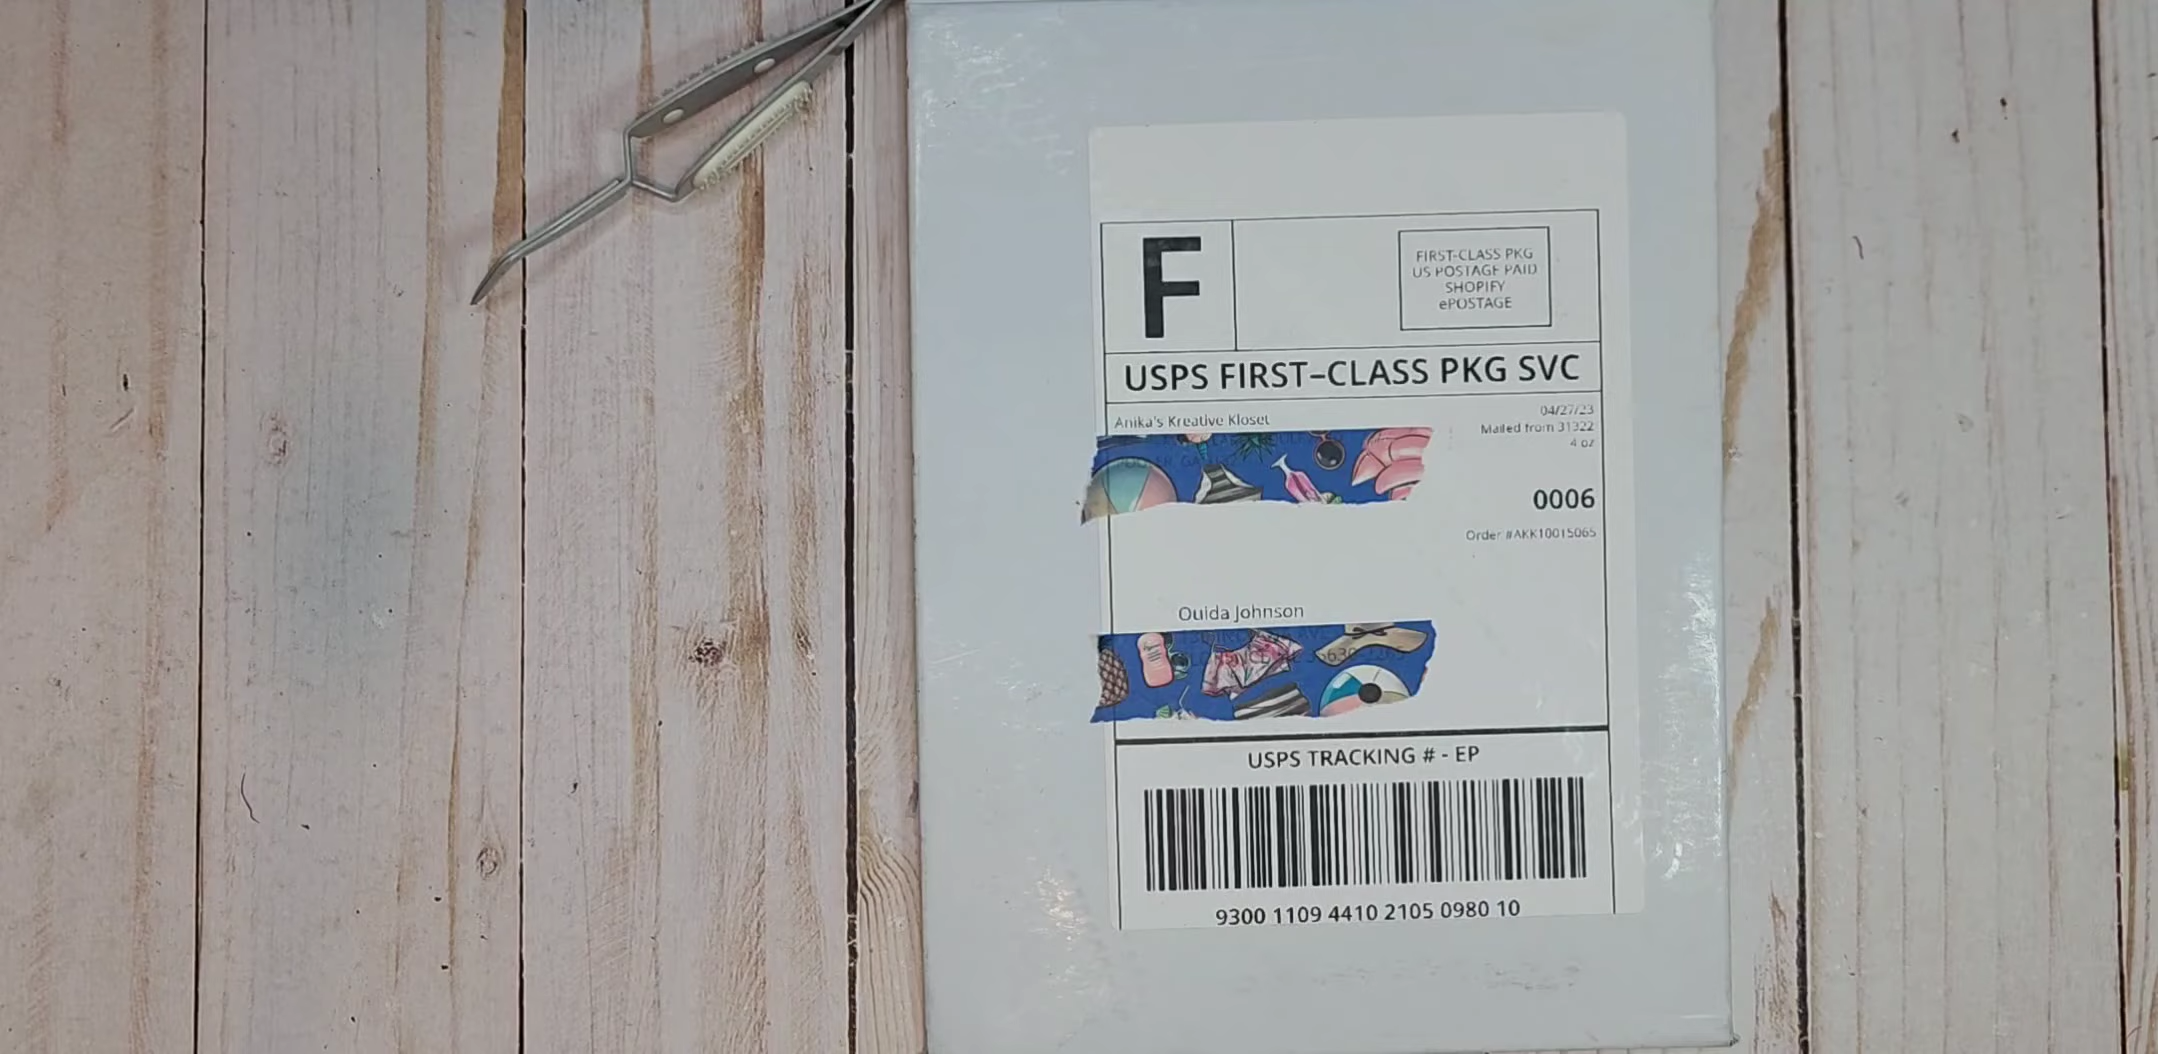 F
FIRST-CLASS PKG
US POSTAGE PAID
SHOPIFY
ePOSTAGE
USPS FIRST-CLASS PKG SVC
Anika's Kreative Kloset
04/27/23
Mailed from 31322
4 oz
0006
Order #AKK10015065
Ouida Johnson
USPS TRACKING # - EP
9300 1109 4410 2105 0980 10